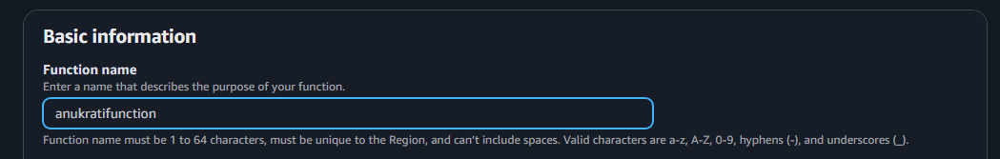 Basic information
Function name
Enter a name that describes the purpose of your function.
anukratifunction
Function name must be 1 to 64 characters, must be unique to the Region, and can't include spaces. Valid characters are a-z, A-Z, 0-9, hyphens (-), and underscores (_).